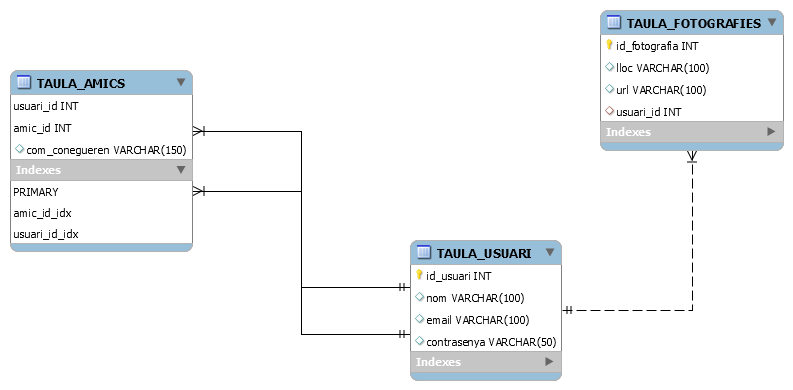 TAULA_AMICS
usuari_id INT
amic_id INT
com_conegueren VARCHAR(150)
Indexes
PRIMARY
amic_id_idx
usuari_id_idx
TAULA_FOTOGRAFIES
id_fotografia INT
lloc VARCHAR(100)
url VARCHAR(100)
usuari_id INT
Indexes
TAULA_USUARI
id_usuari INT
nom VARCHAR(100)
email VARCHAR(100)
contrasenya VARCHAR(50)
Indexes